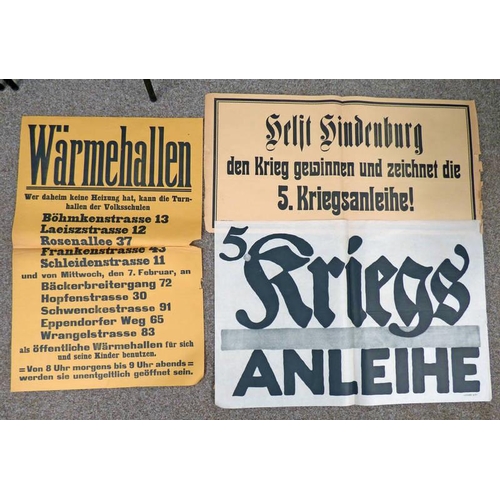 Wärmehallen
Wer daheim keine Heizung hat, kann die Turn-
hallen der Volksschulen
Böhmkenstrasse 13
Laeiszstrasse 12
Rosenallee 37
Frankenstrasse 43
Schleidenstrasse 11
und von Mittwoch, den 7. Februar, an
Bäckerbreitergang 72
Hopfenstrasse 30
Schwenckestrasse 91
Eppendorfer Weg 65
Wrangelstrasse 83
als öffentliche Wärmehallen für sich
und seine Kinder benutzen.
= Von 8 Uhr morgens bis 9 Uhr abends =
werden sie unentgeltlich geöffnet sein.
Helft Hindenburg
den Krieg gewinnen und zeichnet die
5. Kriegsanleihe!
5. Kriegs
ANLEIHE